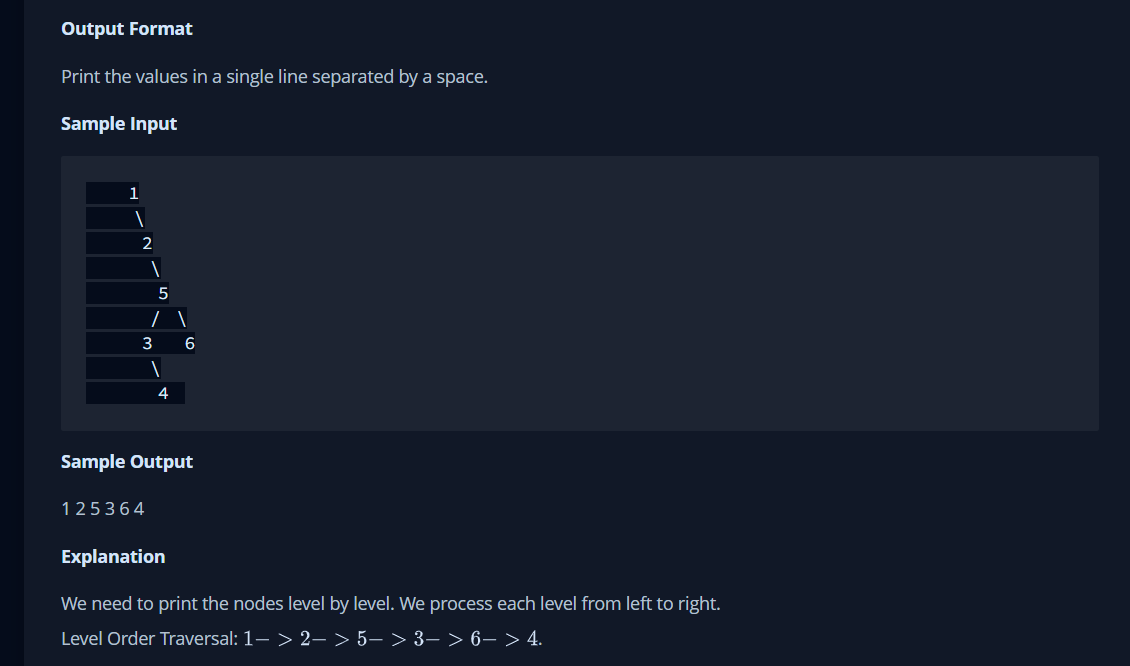 Output Format
Print the values in a single line separated by a space.
Sample Input
     1
      \
       2
        \
         5
        /  \
       3    6
        \
         4
Sample Output
1 2 5 3 6 4
Explanation
We need to print the nodes level by level. We process each level from left to right.
Level Order Traversal: 1− > 2− > 5− > 3− > 6− > 4.